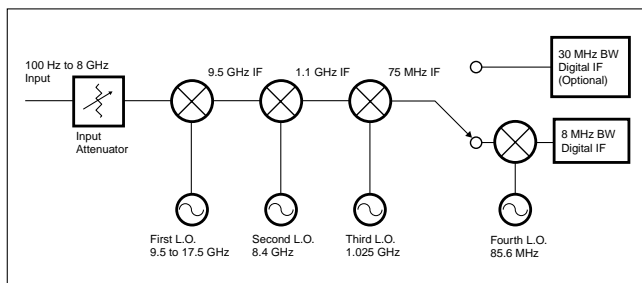 100 Hz to 8 GHz
Input
9.5 GHz IF
1.1 GHz IF
75 MHz IF
30 MHz BW
Digital IF
(Optional)
Input
Attenuator
8 MHz BW
Digital IF
First L.O.
9.5 to 17.5 GHz
Second L.O.
8.4 GHz
Third L.O.
1.025 GHz
Fourth L.O.
85.6 MHz